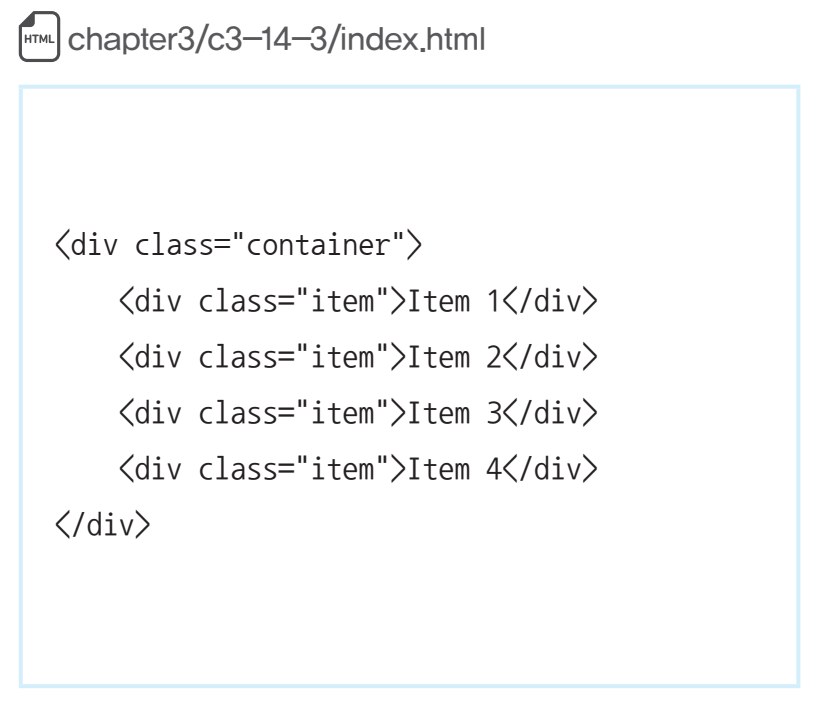 HTML chapter3/c3-14-3/index.html
<div class="container">
    <div class="item">Item 1</div>
    <div class="item">Item 2</div>
    <div class="item">Item 3</div>
    <div class="item">Item 4</div>
</div>